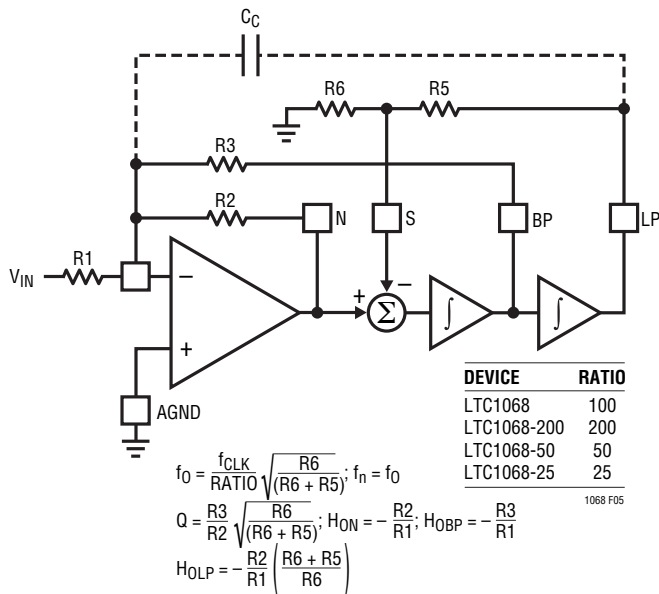 C_C
R6
R5
R3
R2
N
S
BP
LP
R1
V_IN
−
+
+
−
Σ
∫
∫
AGND
DEVICE RATIO
LTC1068 100
LTC1068-200 200
LTC1068-50 50
LTC1068-25 25
1068 F05
f_O = f_CLK/RATIO √(R6/(R6 + R5)); f_n = f_O
Q = R3/R2 √(R6/(R6 + R5)); H_ON = − R2/R1; H_OBP = − R3/R1
H_OLP = − R2/R1 ((R6 + R5)/R6)